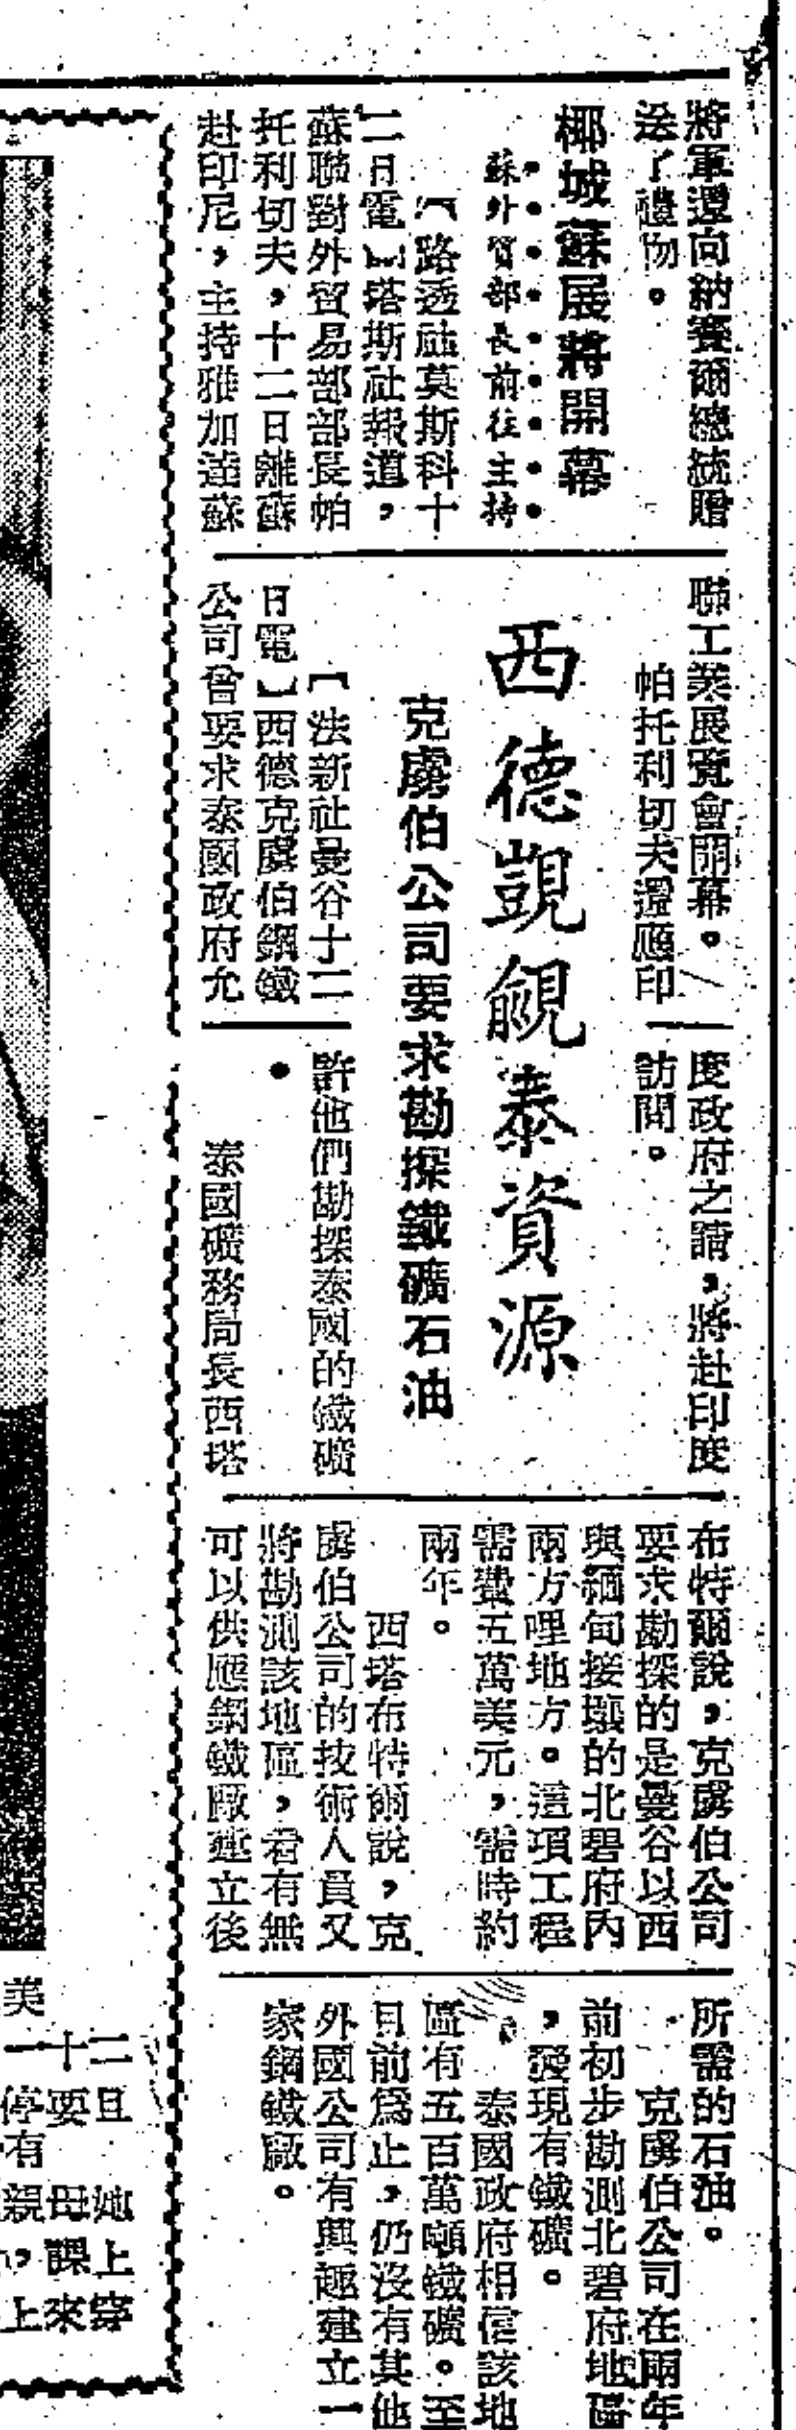 將軍還向納賽爾總統贈
送了禮物。
椰城蘇展將開幕
蘇外貿部長前往主持
【路透社莫斯科十
二日電】塔斯社報道,
蘇聯對外貿易部部長帕
托利切夫,十二日離蘇
赴印尼,主持雅加達蘇
聯工業展覽會開幕。
帕托利切夫還應印
度政府之請,將赴印度
訪問。
西德覬覦泰資源
克虜伯公司要求勘探鐵礦石油
【法新社曼谷十二
日電】西德克虜伯鋼鐵
公司曾要求泰國政府允
許他們勘探泰國的鐵礦
。
泰國礦務局長西塔
布特爾說,克虜伯公司
要求勘探的是曼谷以西
與緬甸接壤的北碧府內
兩方哩地方。這項工程
需費五萬美元,需時約
兩年。
西塔布特爾說,克
虜伯公司的技術人員又
將勘測該地區,看有無
可以供應鋼鐵廠建立後
所需的石油。
克虜伯公司在兩年
前初步勘測北碧府地區
,發現有鐵礦。
泰國政府相信該地
區有五百萬噸鐵礦。至
目前為止,仍沒有其他
外國公司有興趣建立一
家鋼鐵廠。